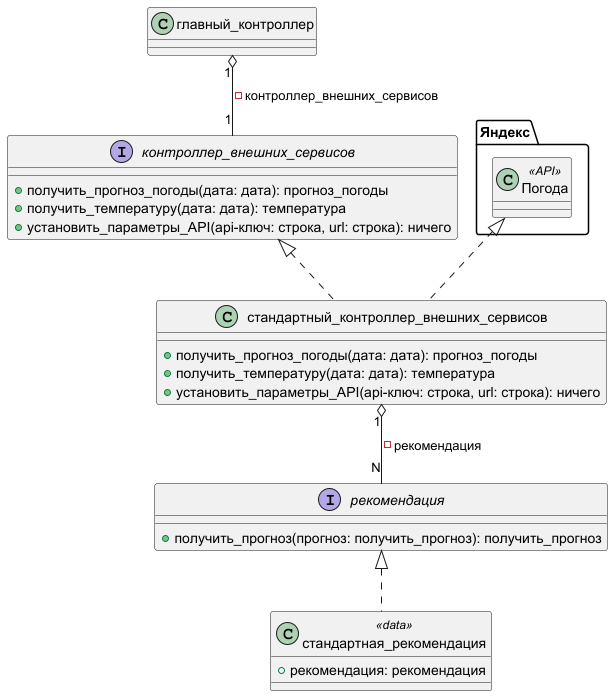 C главный_контроллер
1
контроллер_внешних_сервисов
1
I контроллер_внешних_сервисов
получить_прогноз_погоды(дата: дата): прогноз_погоды
получить_температуру(дата: дата): температура
установить_параметры_API(api-ключ: строка, url: строка): ничего
Яндекс
«API»
C Погода
C стандартный_контроллер_внешних_сервисов
получить_прогноз_погоды(дата: дата): прогноз_погоды
получить_температуру(дата: дата): температура
установить_параметры_API(api-ключ: строка, url: строка): ничего
1
рекомендация
N
I рекомендация
получить_прогноз(прогноз: получить_прогноз): получить_прогноз
«data»
C стандартная_рекомендация
рекомендация: рекомендация